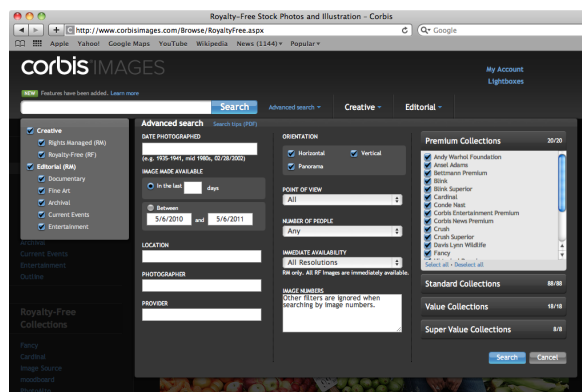 Royalty-Free Stock Photos and Illustration – Corbis
http://www.corbisimages.com/Browse/RoyaltyFree.aspx
Google
Apple Yahoo! Google Maps YouTube Wikipedia News (1144) Popular
corbis IMAGES
My Account
Lightboxes
NEW Features have been added. Learn more
Search Advanced search Creative Editorial
Creative
Rights Managed (RM)
Royalty-Free (RF)
Editorial (RM)
Documentary
Fine Art
Archival
Current Events
Entertainment
Archival
Current Events
Entertainment
Outline
Royalty-Free
Collections
Fancy
Cardinal
Image Source
moodboard
Advanced search Search tips (PDF)
DATE PHOTOGRAPHED
(e.g. 1935-1941, mid 1980s, 02/28/2002)
IMAGE MADE AVAILABLE
In the last days
Between
5/6/2010 and 5/6/2011
LOCATION
PHOTOGRAPHER
PROVIDER
ORIENTATION
Horizontal Vertical
Panorama
POINT OF VIEW
All
NUMBER OF PEOPLE
Any
IMMEDIATE AVAILABILITY
All Resolutions
RM only. All RF Images are immediately available.
IMAGE NUMBERS
Other filters are ignored when
searching by image numbers.
Premium Collections 20/20
Andy Warhol Foundation
Ansel Adams
Bettmann Premium
Blink
Blink Superior
Cardinal
Conde Nast
Corbis Entertainment Premium
Corbis News Premium
Crush
Crush Superior
Davis Lynn Wildlife
Fancy
Select all • Deselect all
Standard Collections 88/88
Value Collections 18/18
Super Value Collections 8/8
Search Cancel